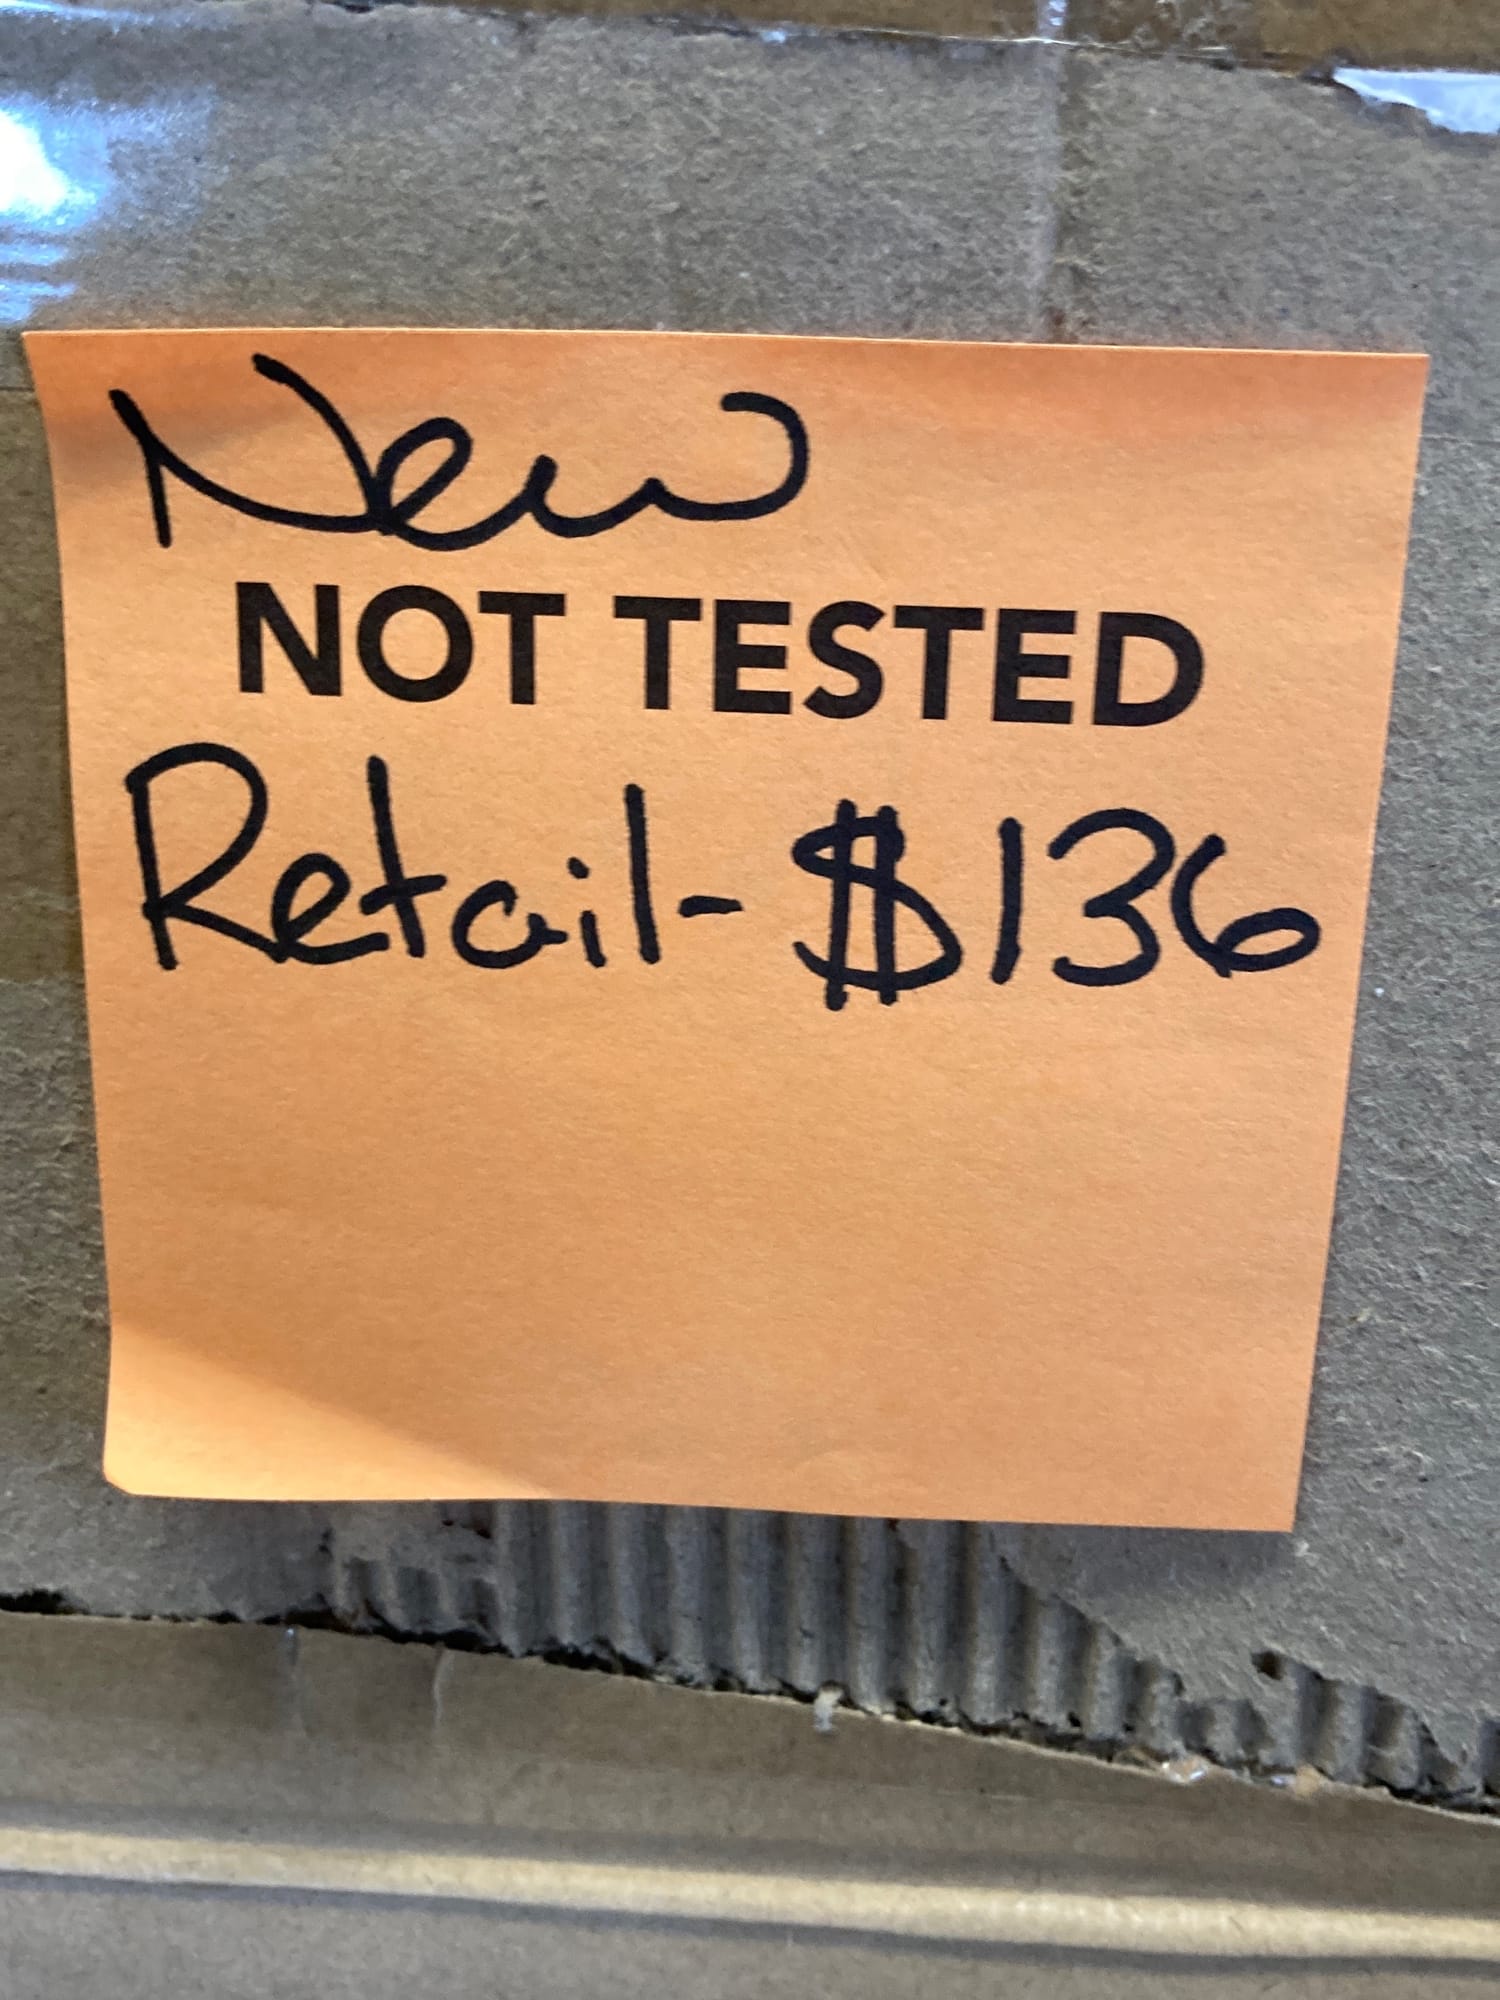 New
NOT TESTED
Retail- $136